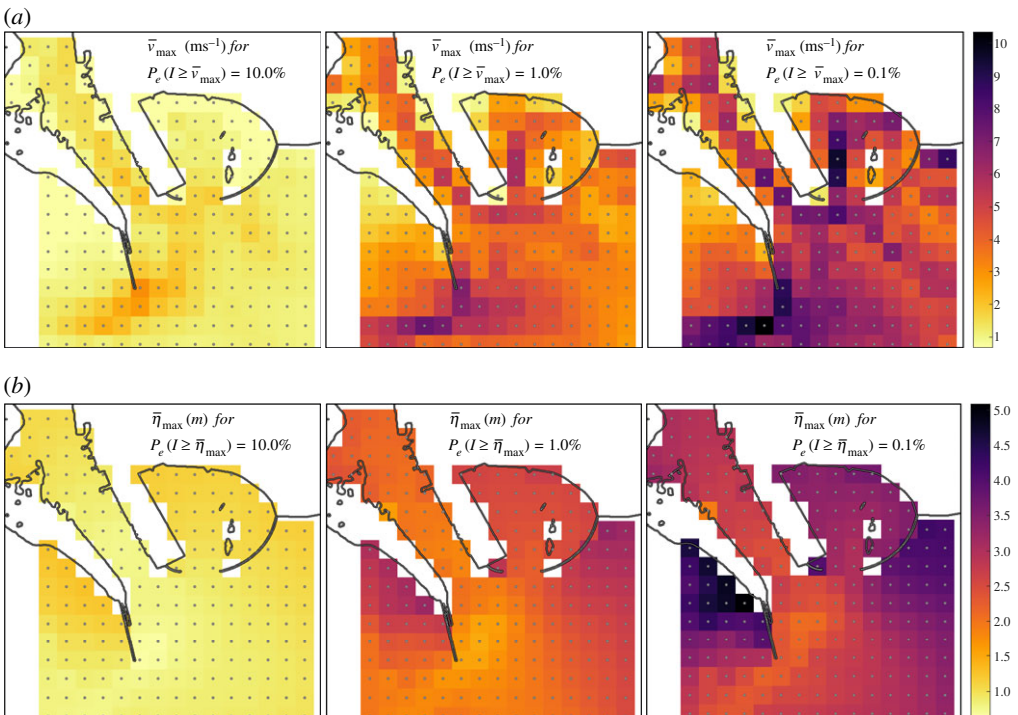 (a)
v̄max (ms⁻¹) for
Pe (I ≥ v̄max) = 10.0%
v̄max (ms⁻¹) for
Pe (I ≥ v̄max) = 1.0%
v̄max (ms⁻¹) for
Pe (I ≥ v̄max) = 0.1%
10
9
8
7
6
5
4
3
2
1
(b)
η̄max (m) for
Pe (I ≥ η̄max) = 10.0%
η̄max (m) for
Pe (I ≥ η̄max) = 1.0%
η̄max (m) for
Pe (I ≥ η̄max) = 0.1%
5.0
4.5
4.0
3.5
3.0
2.5
2.0
1.5
1.0